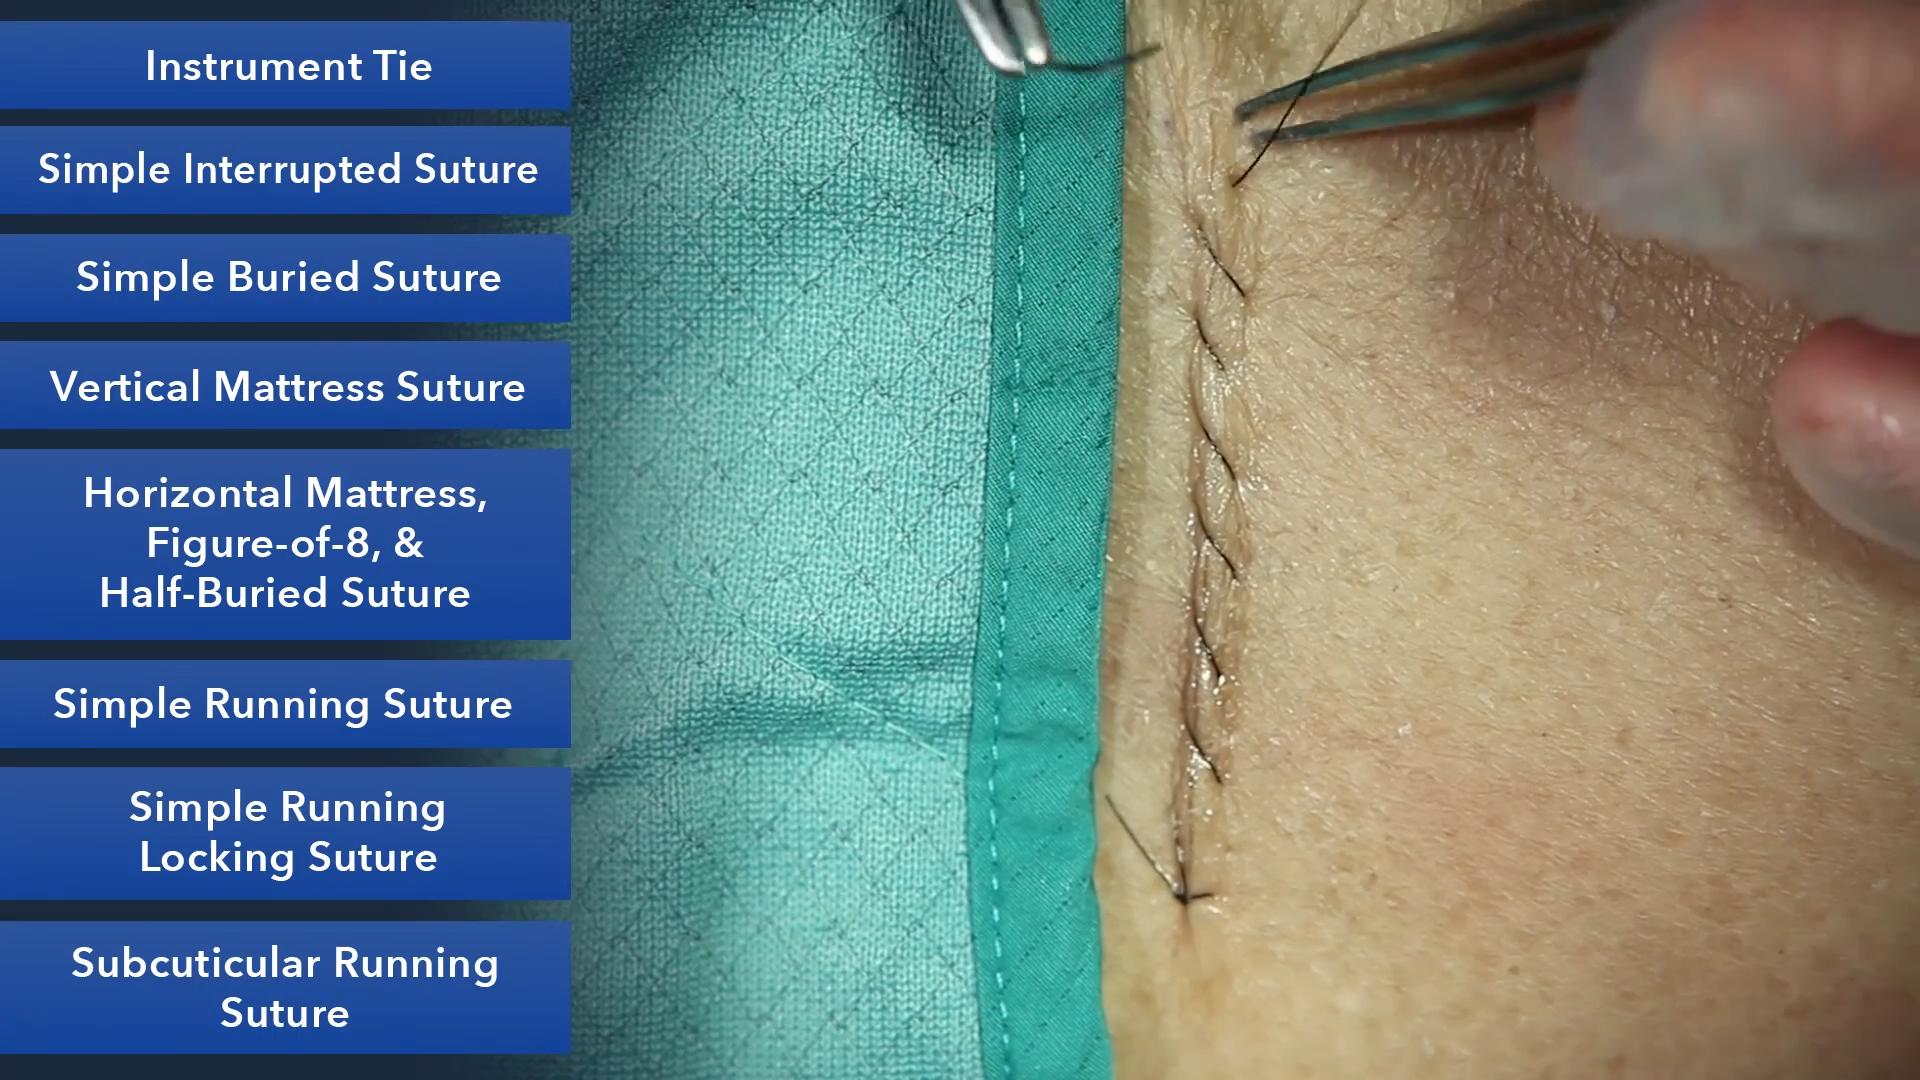 Instrument Tie
Simple Interrupted Suture
Simple Buried Suture
Vertical Mattress Suture
Horizontal Mattress,
Figure-of-8, &
Half-Buried Suture
Simple Running Suture
Simple Running
Locking Suture
Subcuticular Running
Suture